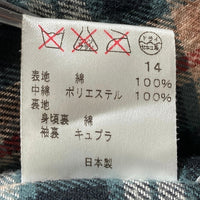 14
表地 綿 100%
中綿 ポリエステル 100%
裏地
身頃裏 綿
袖裏 キュプラ
日本製